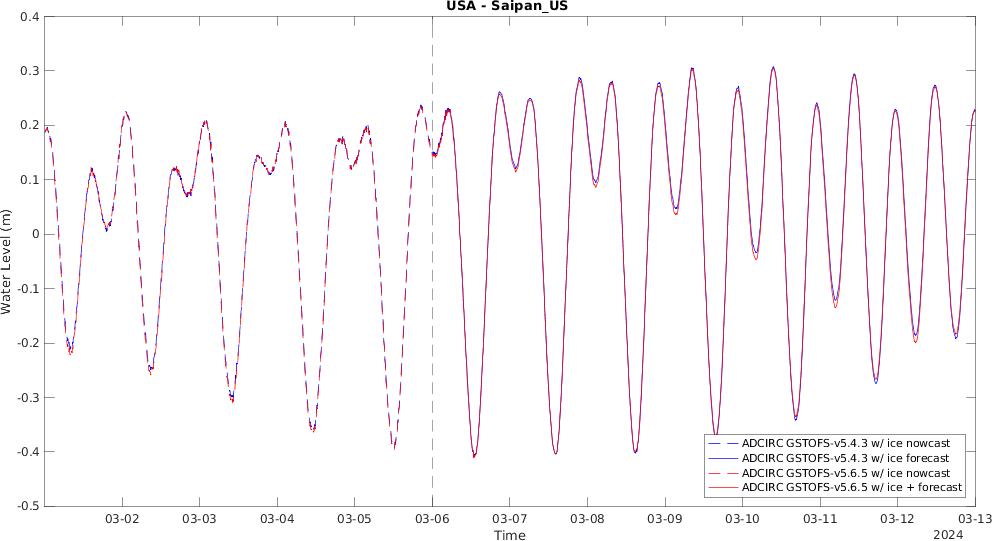 USA - Saipan_US
0.4
0.3
0.2
0.1
0
-0.1
-0.2
-0.3
-0.4
-0.5
Water Level (m)
ADCIRC GSTOFS-v5.4.3 w/ ice nowcast
ADCIRC GSTOFS-v5.4.3 w/ ice forecast
ADCIRC GSTOFS-v5.6.5 w/ ice nowcast
ADCIRC GSTOFS-v5.6.5 w/ ice + forecast
03-02 03-03 03-04 03-05 03-06 03-07 03-08 03-09 03-10 03-11 03-12 03-13
Time
2024